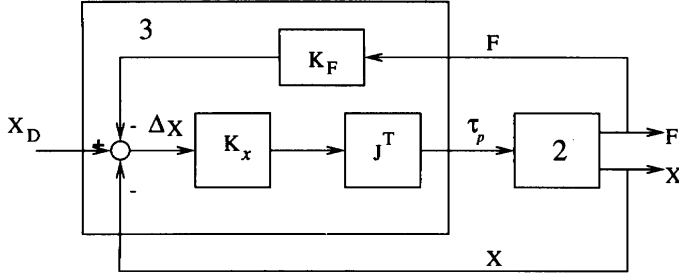 3
F
K_F
X_D
+
-
ΔX
K_x
J^T
τ_p
2
F
X
-
X